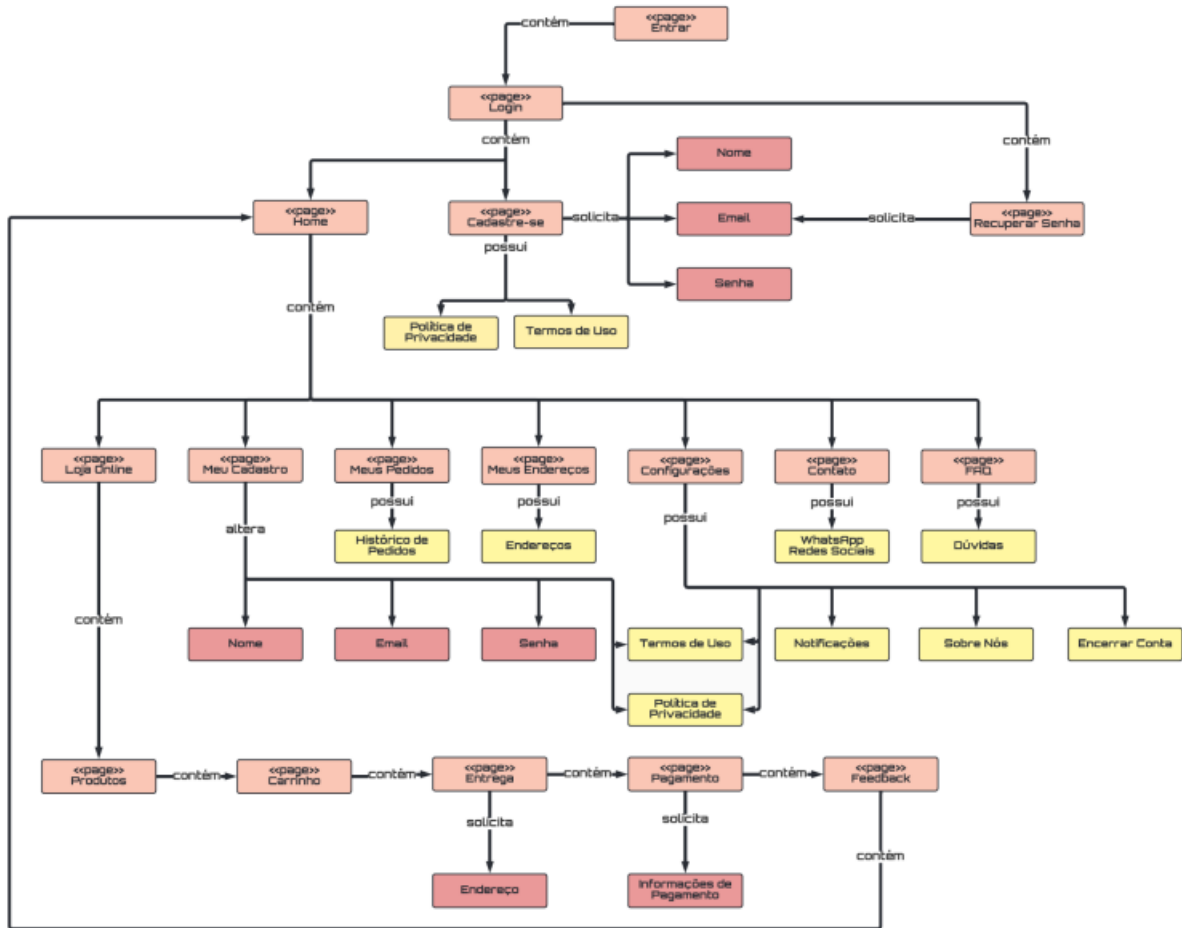 <<page>>
Entrar
contém
<<page>>
Login
contém
contém
Nome
<<page>>
Home
<<page>>
Cadastre-se
solicita
Email
solicita
<<page>>
Recuperar Senha
possui
Senha
contém
Política de
Privacidade
Termos de Uso
<<page>>
Loja Online
<<page>>
Meu Cadastro
<<page>>
Meus Pedidos
<<page>>
Meus Endereços
<<page>>
Configurações
<<page>>
Contato
<<page>>
FAQ
altera
possui
possui
possui
possui
possui
Histórico de
Pedidos
Endereços
WhatsApp
Redes Sociais
Dúvidas
contém
Nome
Email
Senha
Termos de Uso
Notificações
Sobre Nós
Encerrar Conta
Política de
Privacidade
<<page>>
Produtos
contém
<<page>>
Carrinho
contém
<<page>>
Entrega
contém
<<page>>
Pagamento
contém
<<page>>
Feedback
solicita
solicita
contém
Endereço
Informações de
Pagamento